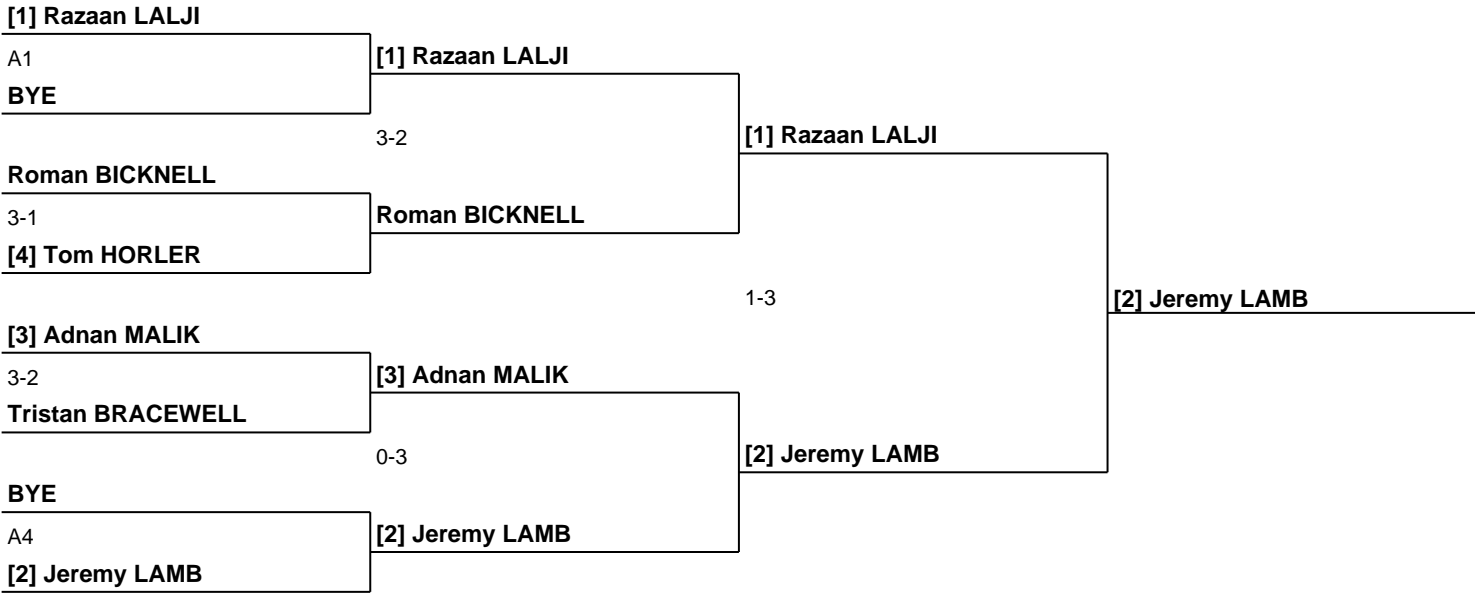 [1] Razaan LALJI
A1
BYE
[1] Razaan LALJI
3-2
Roman BICKNELL
3-1
[4] Tom HORLER
Roman BICKNELL
[1] Razaan LALJI
1-3
[2] Jeremy LAMB
[3] Adnan MALIK
3-2
Tristan BRACEWELL
[3] Adnan MALIK
0-3
BYE
A4
[2] Jeremy LAMB
[2] Jeremy LAMB
[2] Jeremy LAMB